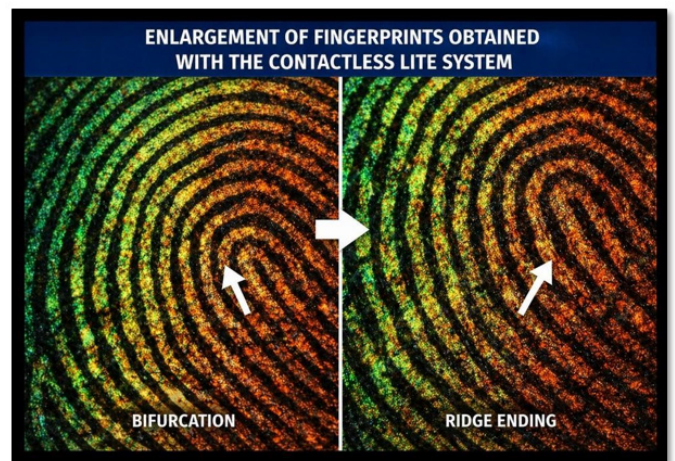 ENLARGEMENT OF FINGERPRINTS OBTAINED
WITH THE CONTACTLESS LITE SYSTEM
BIFURCATION
RIDGE ENDING